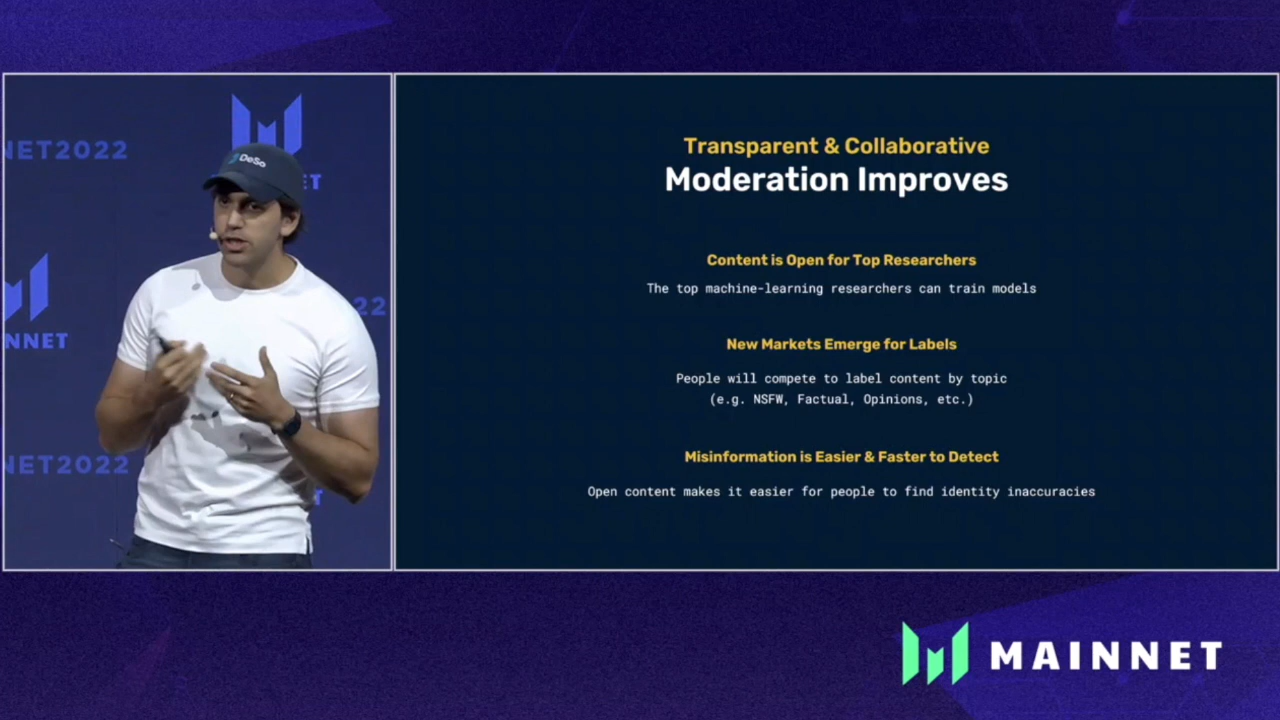 NET2022
DeSo
ET
22
NNET
NET2022
T
Transparent & Collaborative
Moderation Improves
Content is Open for Top Researchers
The top machine-learning researchers can train models
New Markets Emerge for Labels
People will compete to label content by topic
(e.g. NSFW, Factual, Opinions, etc.)
Misinformation is Easier & Faster to Detect
Open content makes it easier for people to find identity inaccuracies
MAINNET